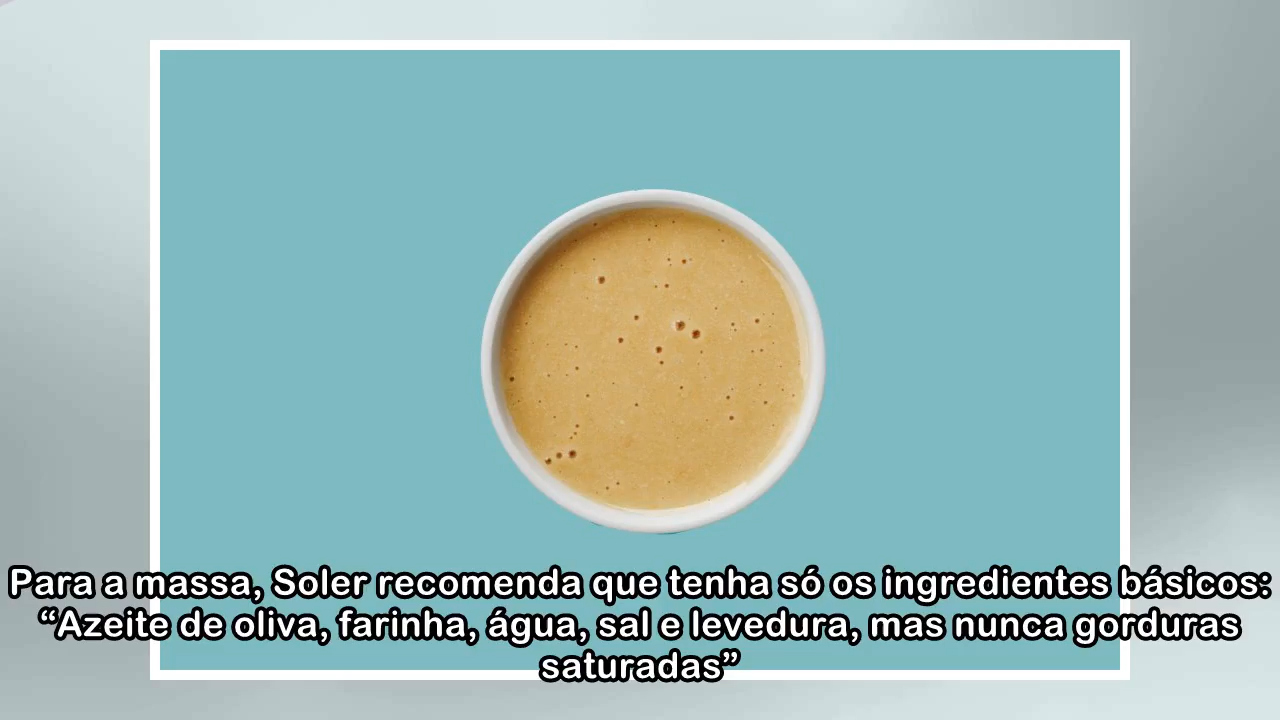 Para a massa, Soler recomenda que tenha só os ingredientes básicos:
“Azeite de oliva, farinha, água, sal e levedura, mas nunca gorduras
saturadas”